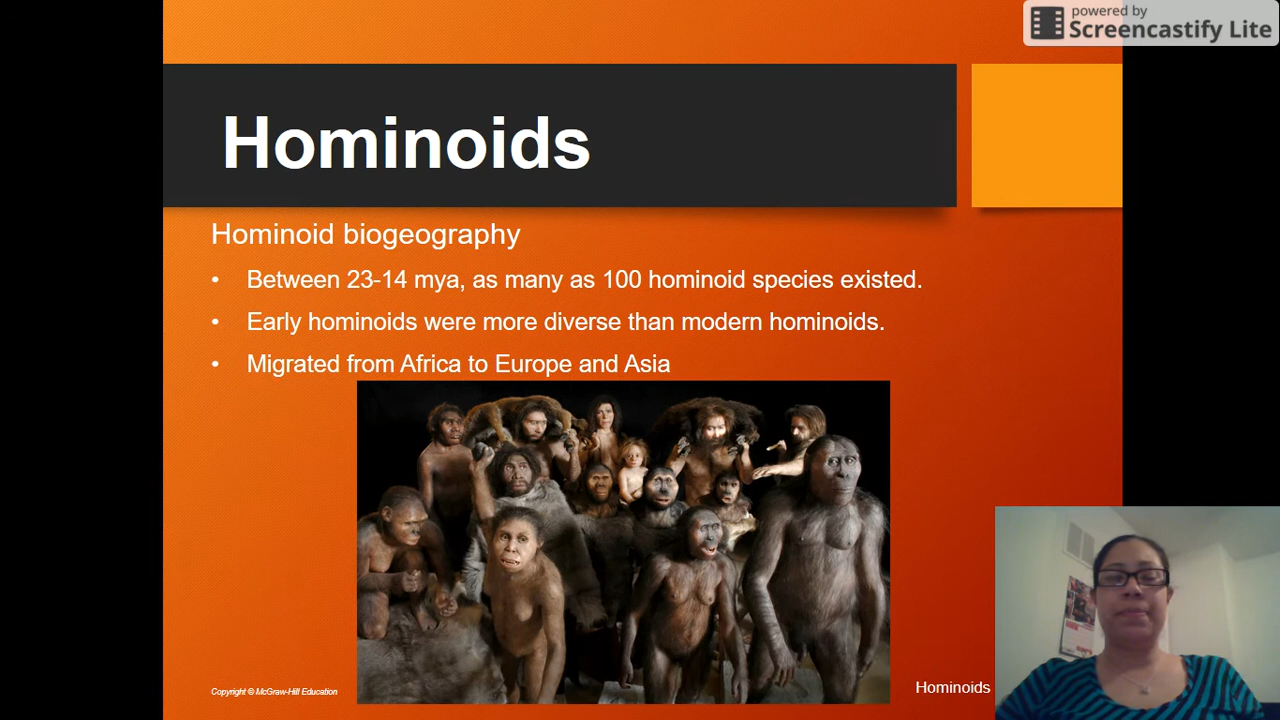 powered by
Screencastify Lite
Hominoids
Hominoid biogeography
• Between 23-14 mya, as many as 100 hominoid species existed.
• Early hominoids were more diverse than modern hominoids.
• Migrated from Africa to Europe and Asia
Copyright © McGraw-Hill Education
Hominoids